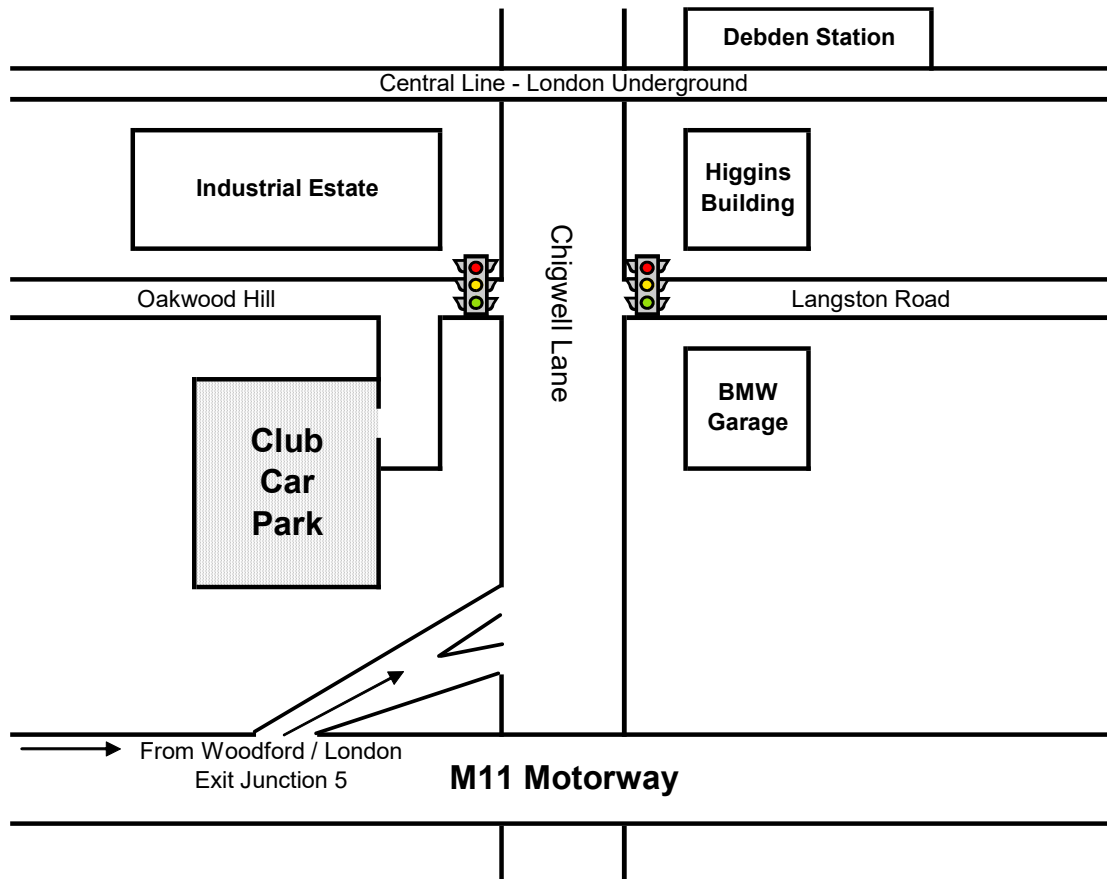 Debden Station
Central Line - London Underground
Industrial Estate
Higgins
Building
Chigwell Lane
Oakwood Hill
Langston Road
BMW
Garage
Club
Car
Park
From Woodford / London
Exit Junction 5
M11 Motorway